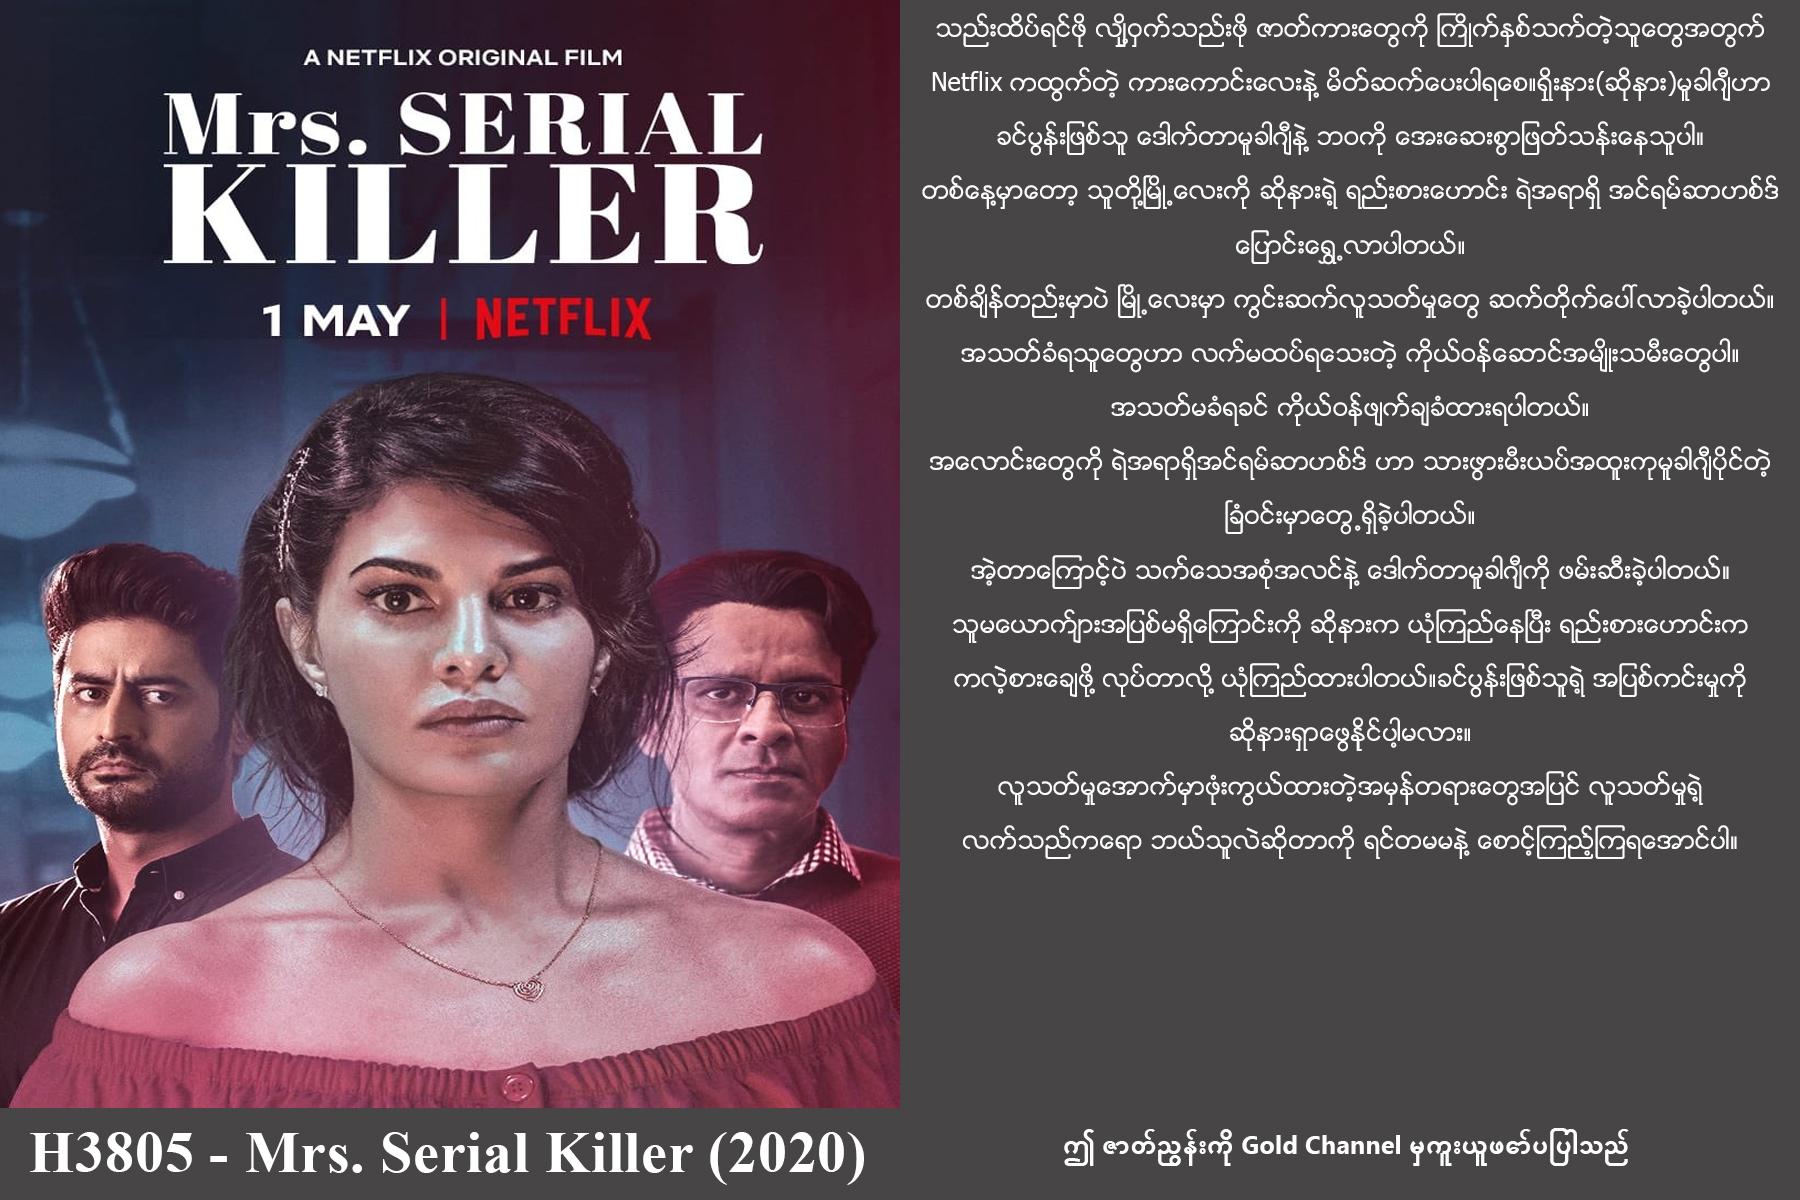 A NETFLIX ORIGINAL FILM
Mrs. SERIAL
KILLER
1 MAY | NETFLIX
H3805 - Mrs. Serial Killer (2020)
သည်းထိပ်ရင်ဖို လျှို့ဝှက်သည်းဖို ဇာတ်ကားတွေကို ကြိုက်နှစ်သက်တဲ့သူတွေအတွက်
Netflix ကထွက်တဲ့ ကားကောင်းလေးနဲ့ မိတ်ဆက်ပေးပါရစေ။ရှိုးနား(ဆိုနား)မူခါဂျီဟာ
ခင်ပွန်းဖြစ်သူ ဒေါက်တာမူခါဂျီနဲ့ ဘဝကို အေးဆေးစွာဖြတ်သန်းနေသူပါ။
တစ်နေ့မှာတော့ သူတို့မြို့လေးကို ဆိုနားရဲ့ ရည်းစားဟောင်း ရဲအရာရှိ အင်ရမ်ဆာဟစ်ဒ်
ပြောင်းရွှေ့လာပါတယ်။
တစ်ချိန်တည်းမှာပဲ မြို့လေးမှာ ကွင်းဆက်လူသတ်မှုတွေ ဆက်တိုက်ပေါ်လာခဲ့ပါတယ်။
အသတ်ခံရသူတွေဟာ လက်မထပ်ရသေးတဲ့ ကိုယ်ဝန်ဆောင်အမျိုးသမီးတွေပါ။
အသတ်မခံရခင် ကိုယ်ဝန်ဖျက်ချခံထားရပါတယ်။
အလောင်းတွေကို ရဲအရာရှိအင်ရမ်ဆာဟစ်ဒ် ဟာ သားဖွားမီးယပ်အထူးကုမူခါဂျီပိုင်တဲ့
ခြံဝင်းမှာတွေ့ရှိခဲ့ပါတယ်။
အဲ့တာကြောင့်ပဲ သက်သေအစုံအလင်နဲ့ ဒေါက်တာမူခါဂျီကို ဖမ်းဆီးခဲ့ပါတယ်။
သူမယောက်ျားအပြစ်မရှိကြောင်းကို ဆိုနားက ယုံကြည်နေပြီး ရည်းစားဟောင်းက
ကလဲ့စားချေဖို့ လုပ်တာလို့ ယုံကြည်ထားပါတယ်။ခင်ပွန်းဖြစ်သူရဲ့ အပြစ်ကင်းမှုကို
ဆိုနားရှာဖွေနိုင်ပါ့မလား။
လူသတ်မှုအောက်မှာဖုံးကွယ်ထားတဲ့အမှန်တရားတွေအပြင် လူသတ်မှုရဲ့
လက်သည်ကရော ဘယ်သူလဲဆိုတာကို ရင်တမမနဲ့ စောင့်ကြည့်ကြရအောင်ပါ။
ဤ ဇာတ်ညွန်းကို Gold Channel မှကူးယူဖော်ပပြါသည်